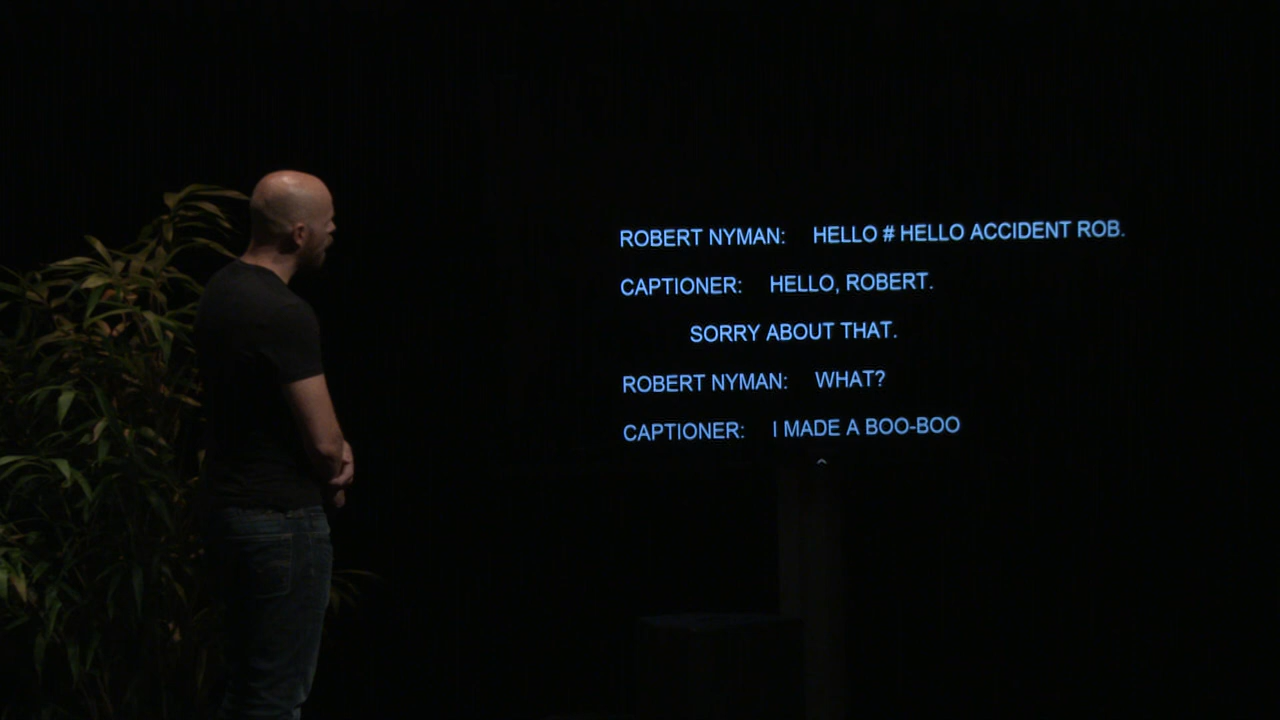 ROBERT NYMAN: HELLO # HELLO ACCIDENT ROB.
CAPTIONER: HELLO, ROBERT.
SORRY ABOUT THAT.
ROBERT NYMAN: WHAT?
CAPTIONER: I MADE A BOO-BOO